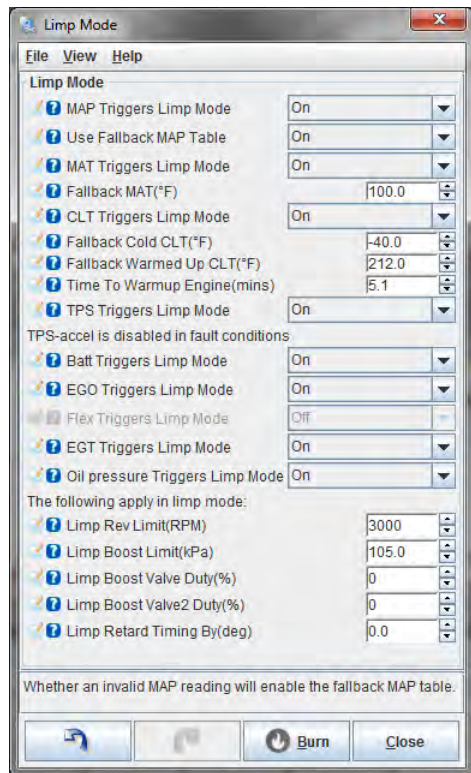 Limp Mode
File View Help
Limp Mode
MAP Triggers Limp Mode On
Use Fallback MAP Table On
MAT Triggers Limp Mode On
Fallback MAT(°F) 100.0
CLT Triggers Limp Mode On
Fallback Cold CLT(°F) -40.0
Fallback Warmed Up CLT(°F) 212.0
Time To Warmup Engine(mins) 5.1
TPS Triggers Limp Mode On
TPS-accel is disabled in fault conditions
Batt Triggers Limp Mode On
EGO Triggers Limp Mode On
Flex Triggers Limp Mode Off
EGT Triggers Limp Mode On
Oil pressure Triggers Limp Mode On
The following apply in limp mode:
Limp Rev Limit(RPM) 3000
Limp Boost Limit(kPa) 105.0
Limp Boost Valve Duty(%) 0
Limp Boost Valve2 Duty(%) 0
Limp Retard Timing By(deg) 0.0
Whether an invalid MAP reading will enable the fallback MAP table.
Burn Close